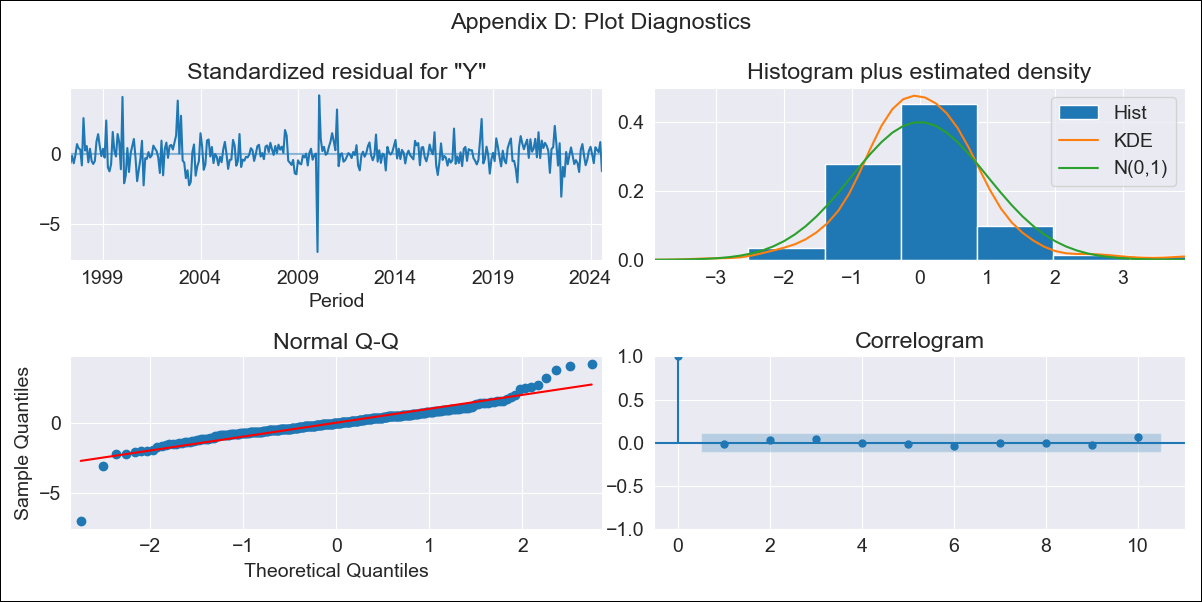 Appendix D: Plot Diagnostics
Standardized residual for "Y"
0
−5
1999 2004 2009 2014 2019 2024
Period
Histogram plus estimated density
0.4
0.2
0.0
−3 −2 −1 0 1 2 3
Hist
KDE
N(0,1)
Normal Q-Q
Sample Quantiles
0
−5
−2 −1 0 1 2
Theoretical Quantiles
Correlogram
1.0
0.5
0.0
−0.5
−1.0
0 2 4 6 8 10